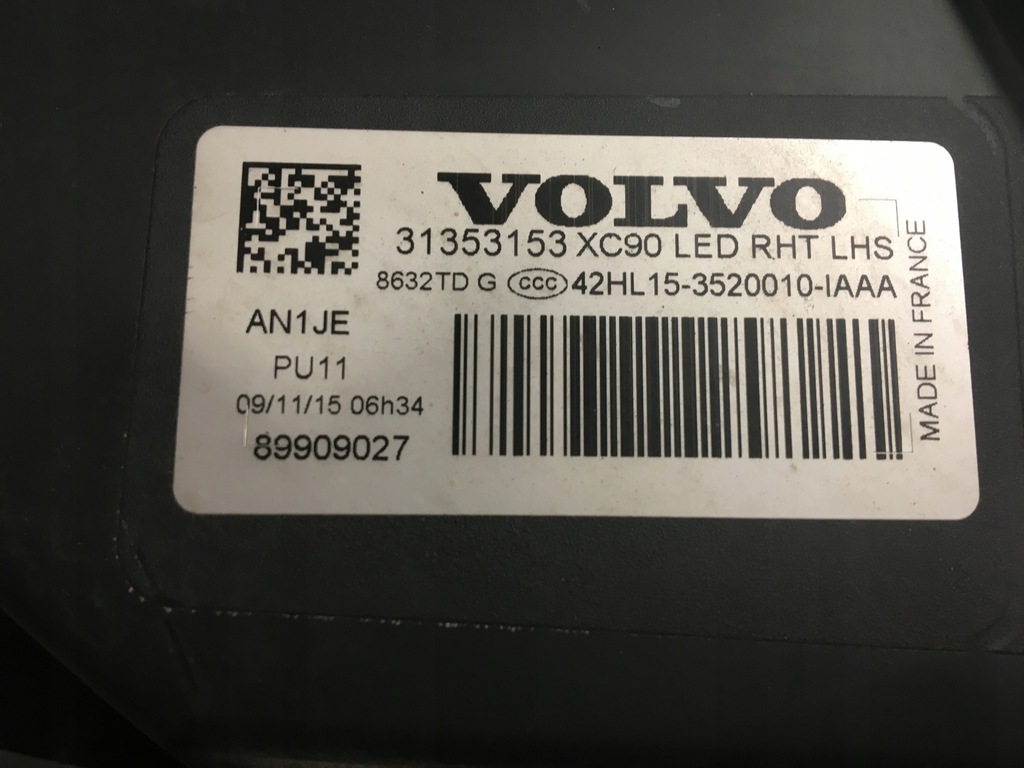 VOLVO
31353153 XC90 LED RHT LHS
8632TD G CCC 42HL15-3520010-IAAA
AN1JE
PU11
09/11/15 06h34
89909027
MADE IN FRANCE